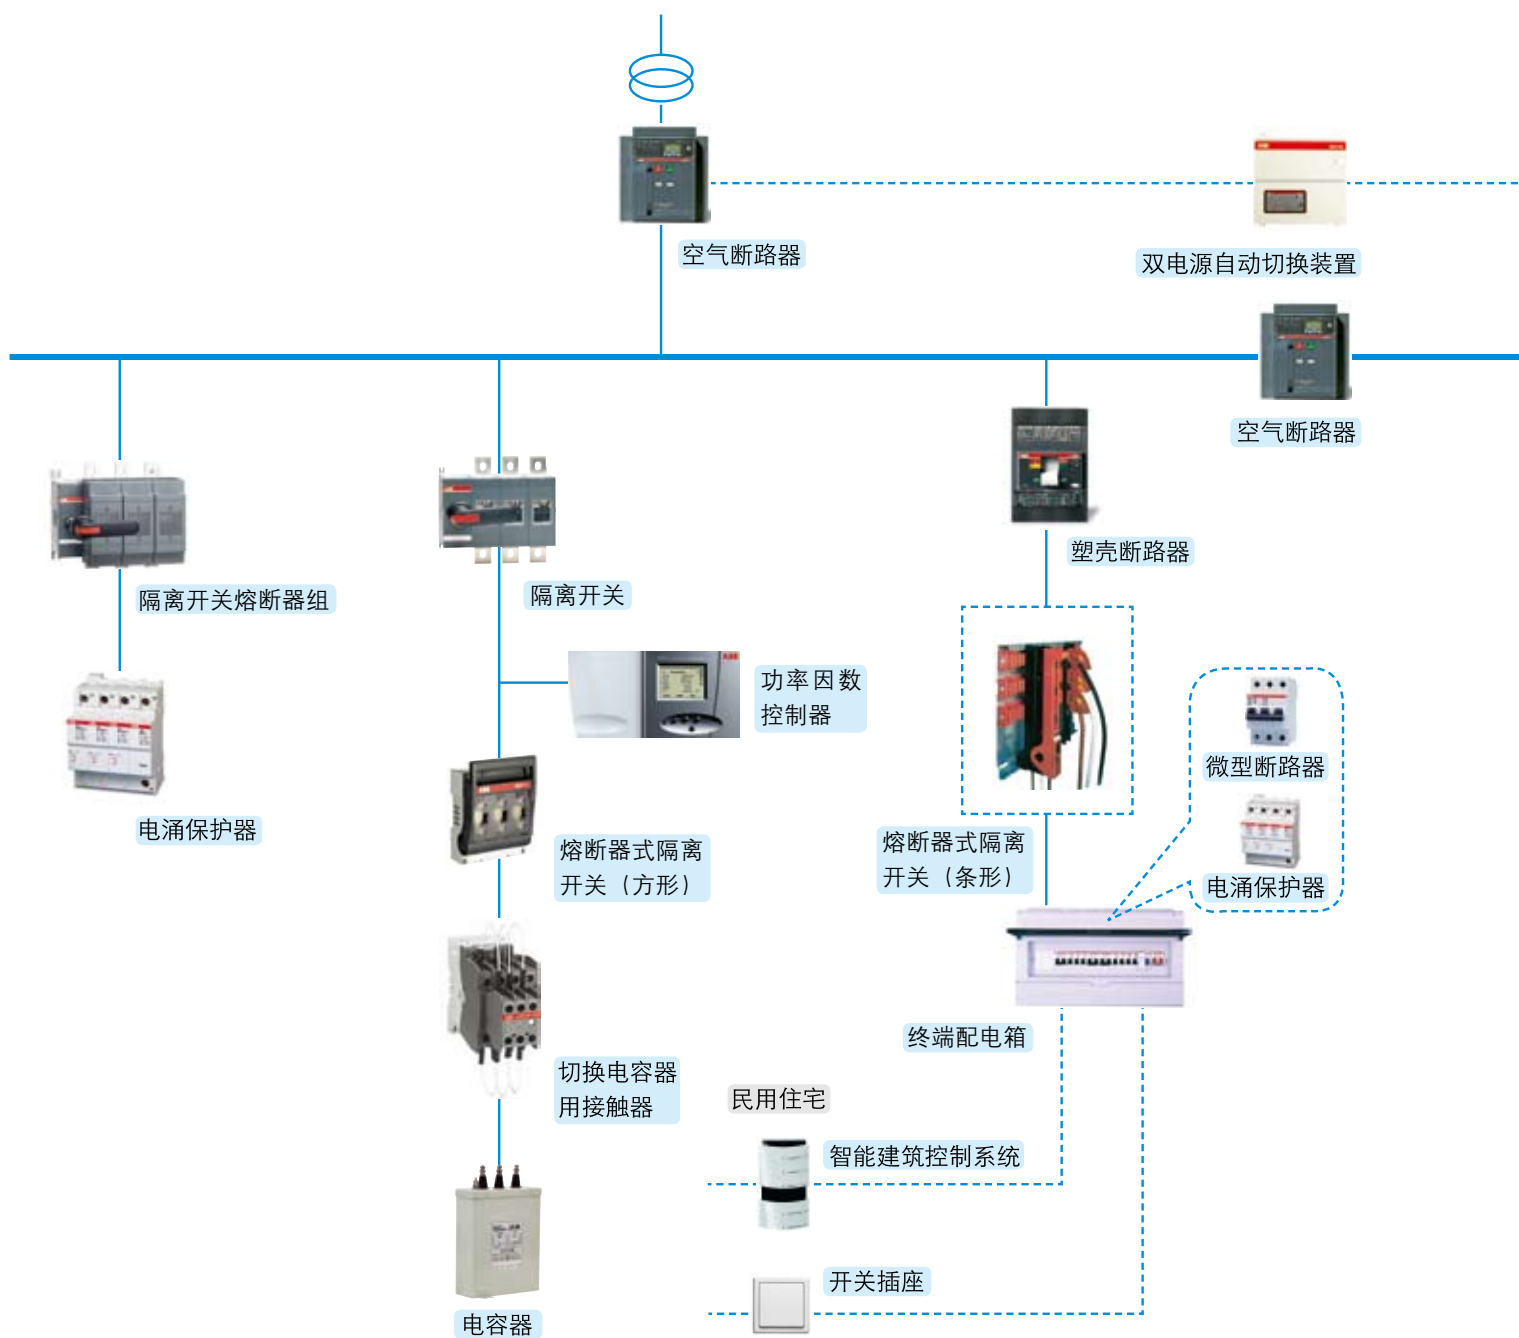 空气断路器
双电源自动切换装置
空气断路器
塑壳断路器
隔离开关熔断器组
隔离开关
功率因数
控制器
微型断路器
电涌保护器
熔断器式隔离
开关（方形）
熔断器式隔离
开关（条形）
电涌保护器
终端配电箱
切换电容器
用接触器
民用住宅
智能建筑控制系统
开关插座
电容器